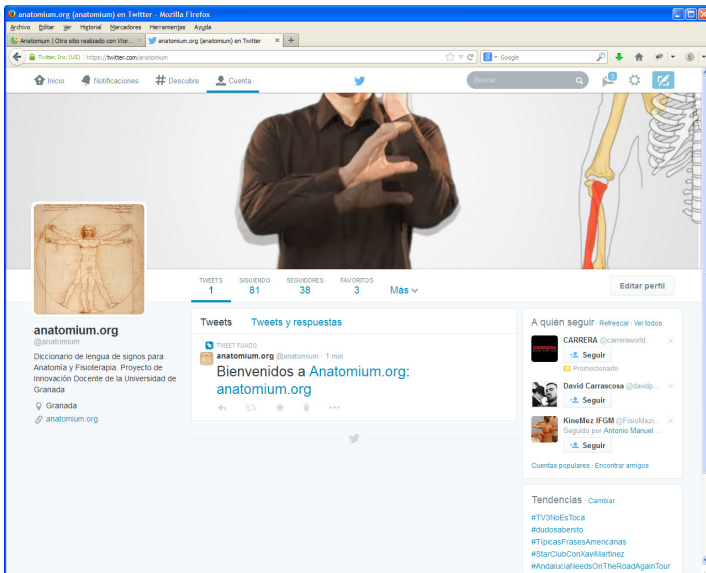 anatomium.org (anatomium) en Twitter - Mozilla Firefox
Archivo Editar Ver Historial Marcadores Herramientas Ayuda
Anatomium | Otro sitio realizado con Wor... × anatomium.org (anatomium) en Twitter × +
Twitter, Inc. (US) https://twitter.com/anatomium Google
Inicio Notificaciones Descubre Cuenta Buscar 3
TWEETS SIGUIENDO SEGUIDORES FAVORITOS
1 81 38 3 Más
Editar perfil
anatomium.org
@anatomium
Diccionario de lengua de signos para
Anatomía y Fisioterapia. Proyecto de
Innovación Docente de la Universidad de
Granada
Granada
anatomium.org
Tweets Tweets y respuestas
TWEET FIJADO
anatomium.org @anatomium · 1 min
Bienvenidos a Anatomium.org:
anatomium.org
A quién seguir · Refrescar · Ver todos
CARRERA @carreraworld
CARRERA
Seguir
Promocionado
David Carrascosa @davidp...
Seguir
KineMez IFGM @FisioMezi...
Seguido por Antonio Manuel ...
Seguir
Cuentas populares · Encontrar amigos
Tendencias · Cambiar
#TV3NoEsToca
#dudosabenito
#TípicasFrasesAmericanas
#StarClubConXaviMartinez
#AndaluciaNeedsOnTheRoadAgainTour